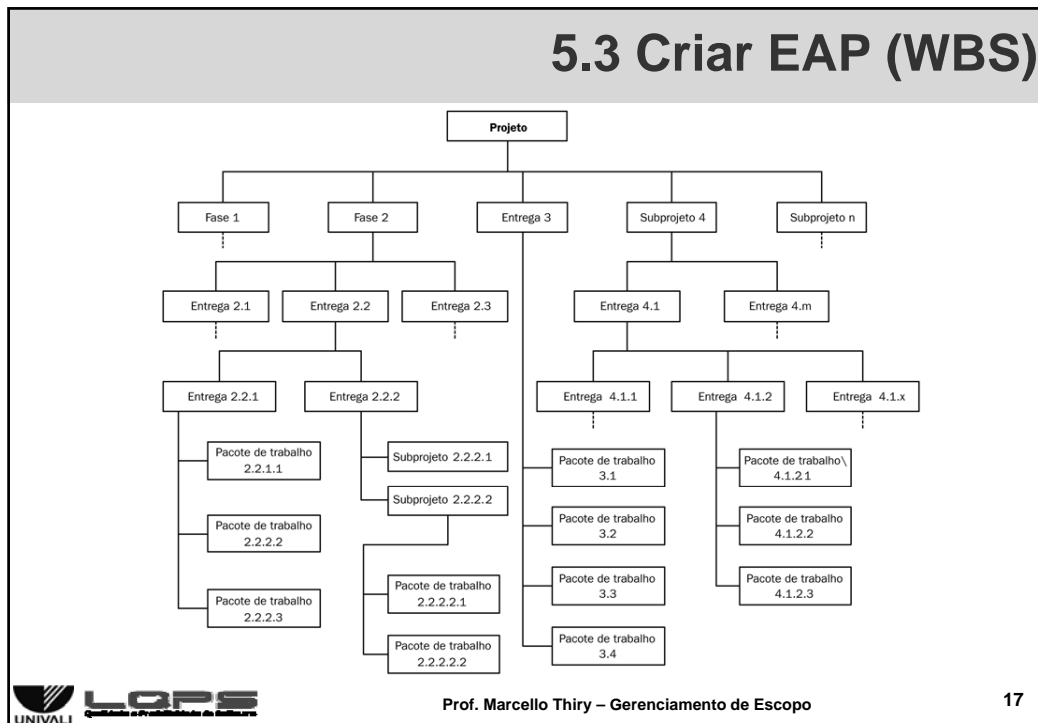 5.3 Criar EAP (WBS)
Projeto
Fase 1
Fase 2
Entrega 3
Subprojeto 4
Subprojeto n
Entrega 2.1
Entrega 2.2
Entrega 2.3
Entrega 4.1
Entrega 4.m
Entrega 2.2.1
Entrega 2.2.2
Entrega 4.1.1
Entrega 4.1.2
Entrega 4.1.x
Pacote de trabalho
2.2.1.1
Pacote de trabalho
2.2.2.2
Pacote de trabalho
2.2.2.3
Subprojeto 2.2.2.1
Subprojeto 2.2.2.2
Pacote de trabalho
2.2.2.2.1
Pacote de trabalho
2.2.2.2.2
Pacote de trabalho
3.1
Pacote de trabalho
3.2
Pacote de trabalho
3.3
Pacote de trabalho
3.4
Pacote de trabalho\
4.1.21
Pacote de trabalho
4.1.2.2
Pacote de trabalho
4.1.2.3
UNIVALI
LQPS
Qualidade e Produtividade de Software
Prof. Marcello Thiry – Gerenciamento de Escopo
17